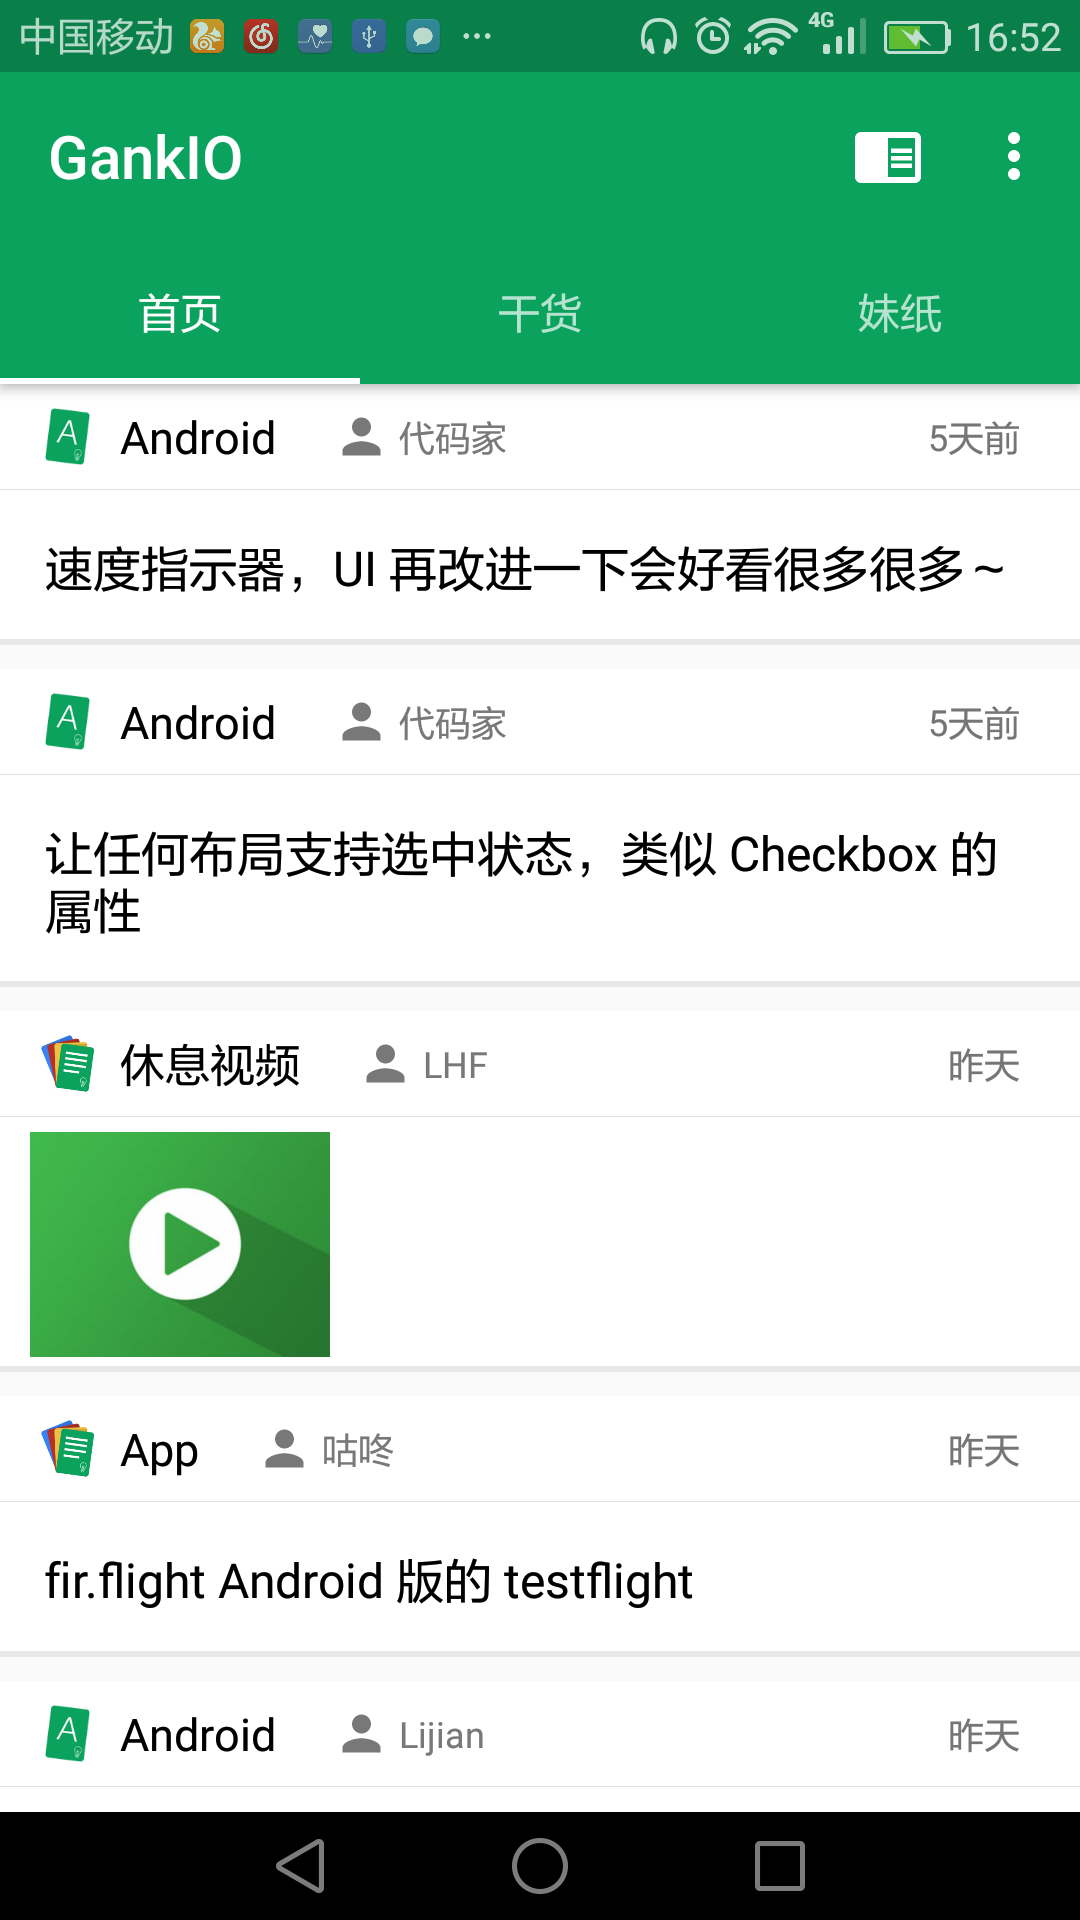 中国移动 4G 16:52
GankIO
首页 干货 妹纸
Android 代码家 5天前
速度指示器，UI 再改进一下会好看很多很多～
Android 代码家 5天前
让任何布局支持选中状态，类似 Checkbox 的
属性
休息视频 LHF 昨天
App 咕咚 昨天
fir.flight Android 版的 testflight
Android Lijian 昨天